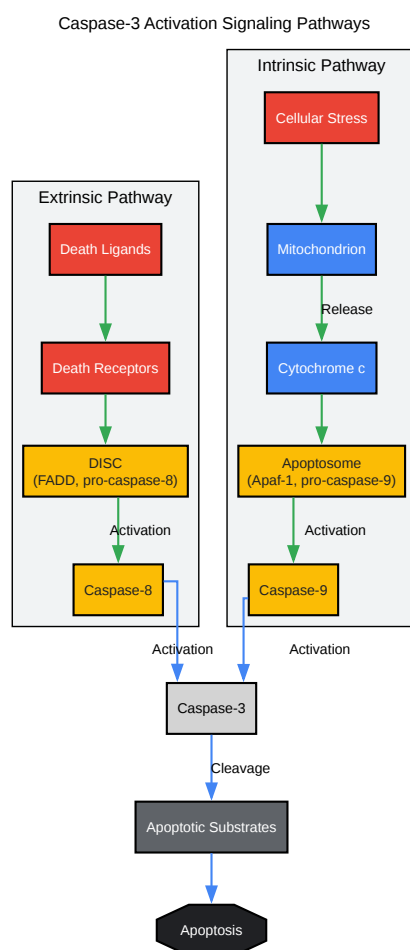 Caspase-3 Activation Signaling Pathways
Extrinsic Pathway
Death Ligands
Death Receptors
DISC
(FADD, pro-caspase-8)
Activation
Caspase-8
Activation
Intrinsic Pathway
Cellular Stress
Mitochondrion
Release
Cytochrome c
Apoptosome
(Apaf-1, pro-caspase-9)
Activation
Caspase-9
Activation
Caspase-3
Cleavage
Apoptotic Substrates
Apoptosis